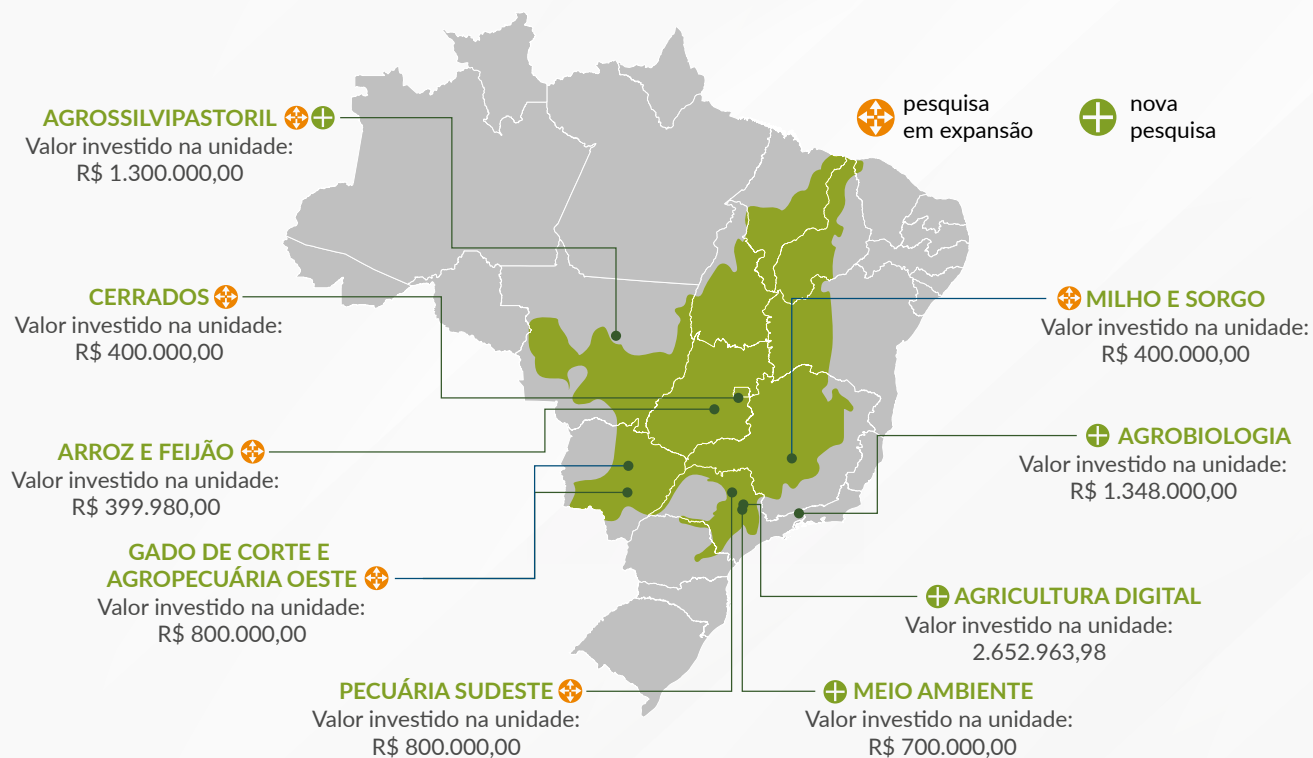 pesquisa
em expansão
nova
pesquisa
AGROSSILVIPASTORIL
Valor investido na unidade:
R$ 1.300.000,00
CERRADOS
Valor investido na unidade:
R$ 400.000,00
ARROZ E FEIJÃO
Valor investido na unidade:
R$ 399.980,00
GADO DE CORTE E
AGROPECUÁRIA OESTE
Valor investido na unidade:
R$ 800.000,00
PECUÁRIA SUDESTE
Valor investido na unidade:
R$ 800.000,00
MILHO E SORGO
Valor investido na unidade:
R$ 400.000,00
AGROBIOLOGIA
Valor investido na unidade:
R$ 1.348.000,00
AGRICULTURA DIGITAL
Valor investido na unidade:
2.652.963,98
MEIO AMBIENTE
Valor investido na unidade:
R$ 700.000,00